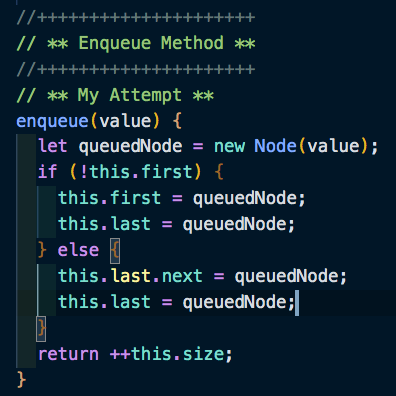 //+++++++++++++++++++++
// ** Enqueue Method **
//+++++++++++++++++++++
// ** My Attempt **
enqueue(value) {
  let queuedNode = new Node(value);
  if (!this.first) {
    this.first = queuedNode;
    this.last = queuedNode;
  } else {
    this.last.next = queuedNode;
    this.last = queuedNode;
  }
  return ++this.size;
}